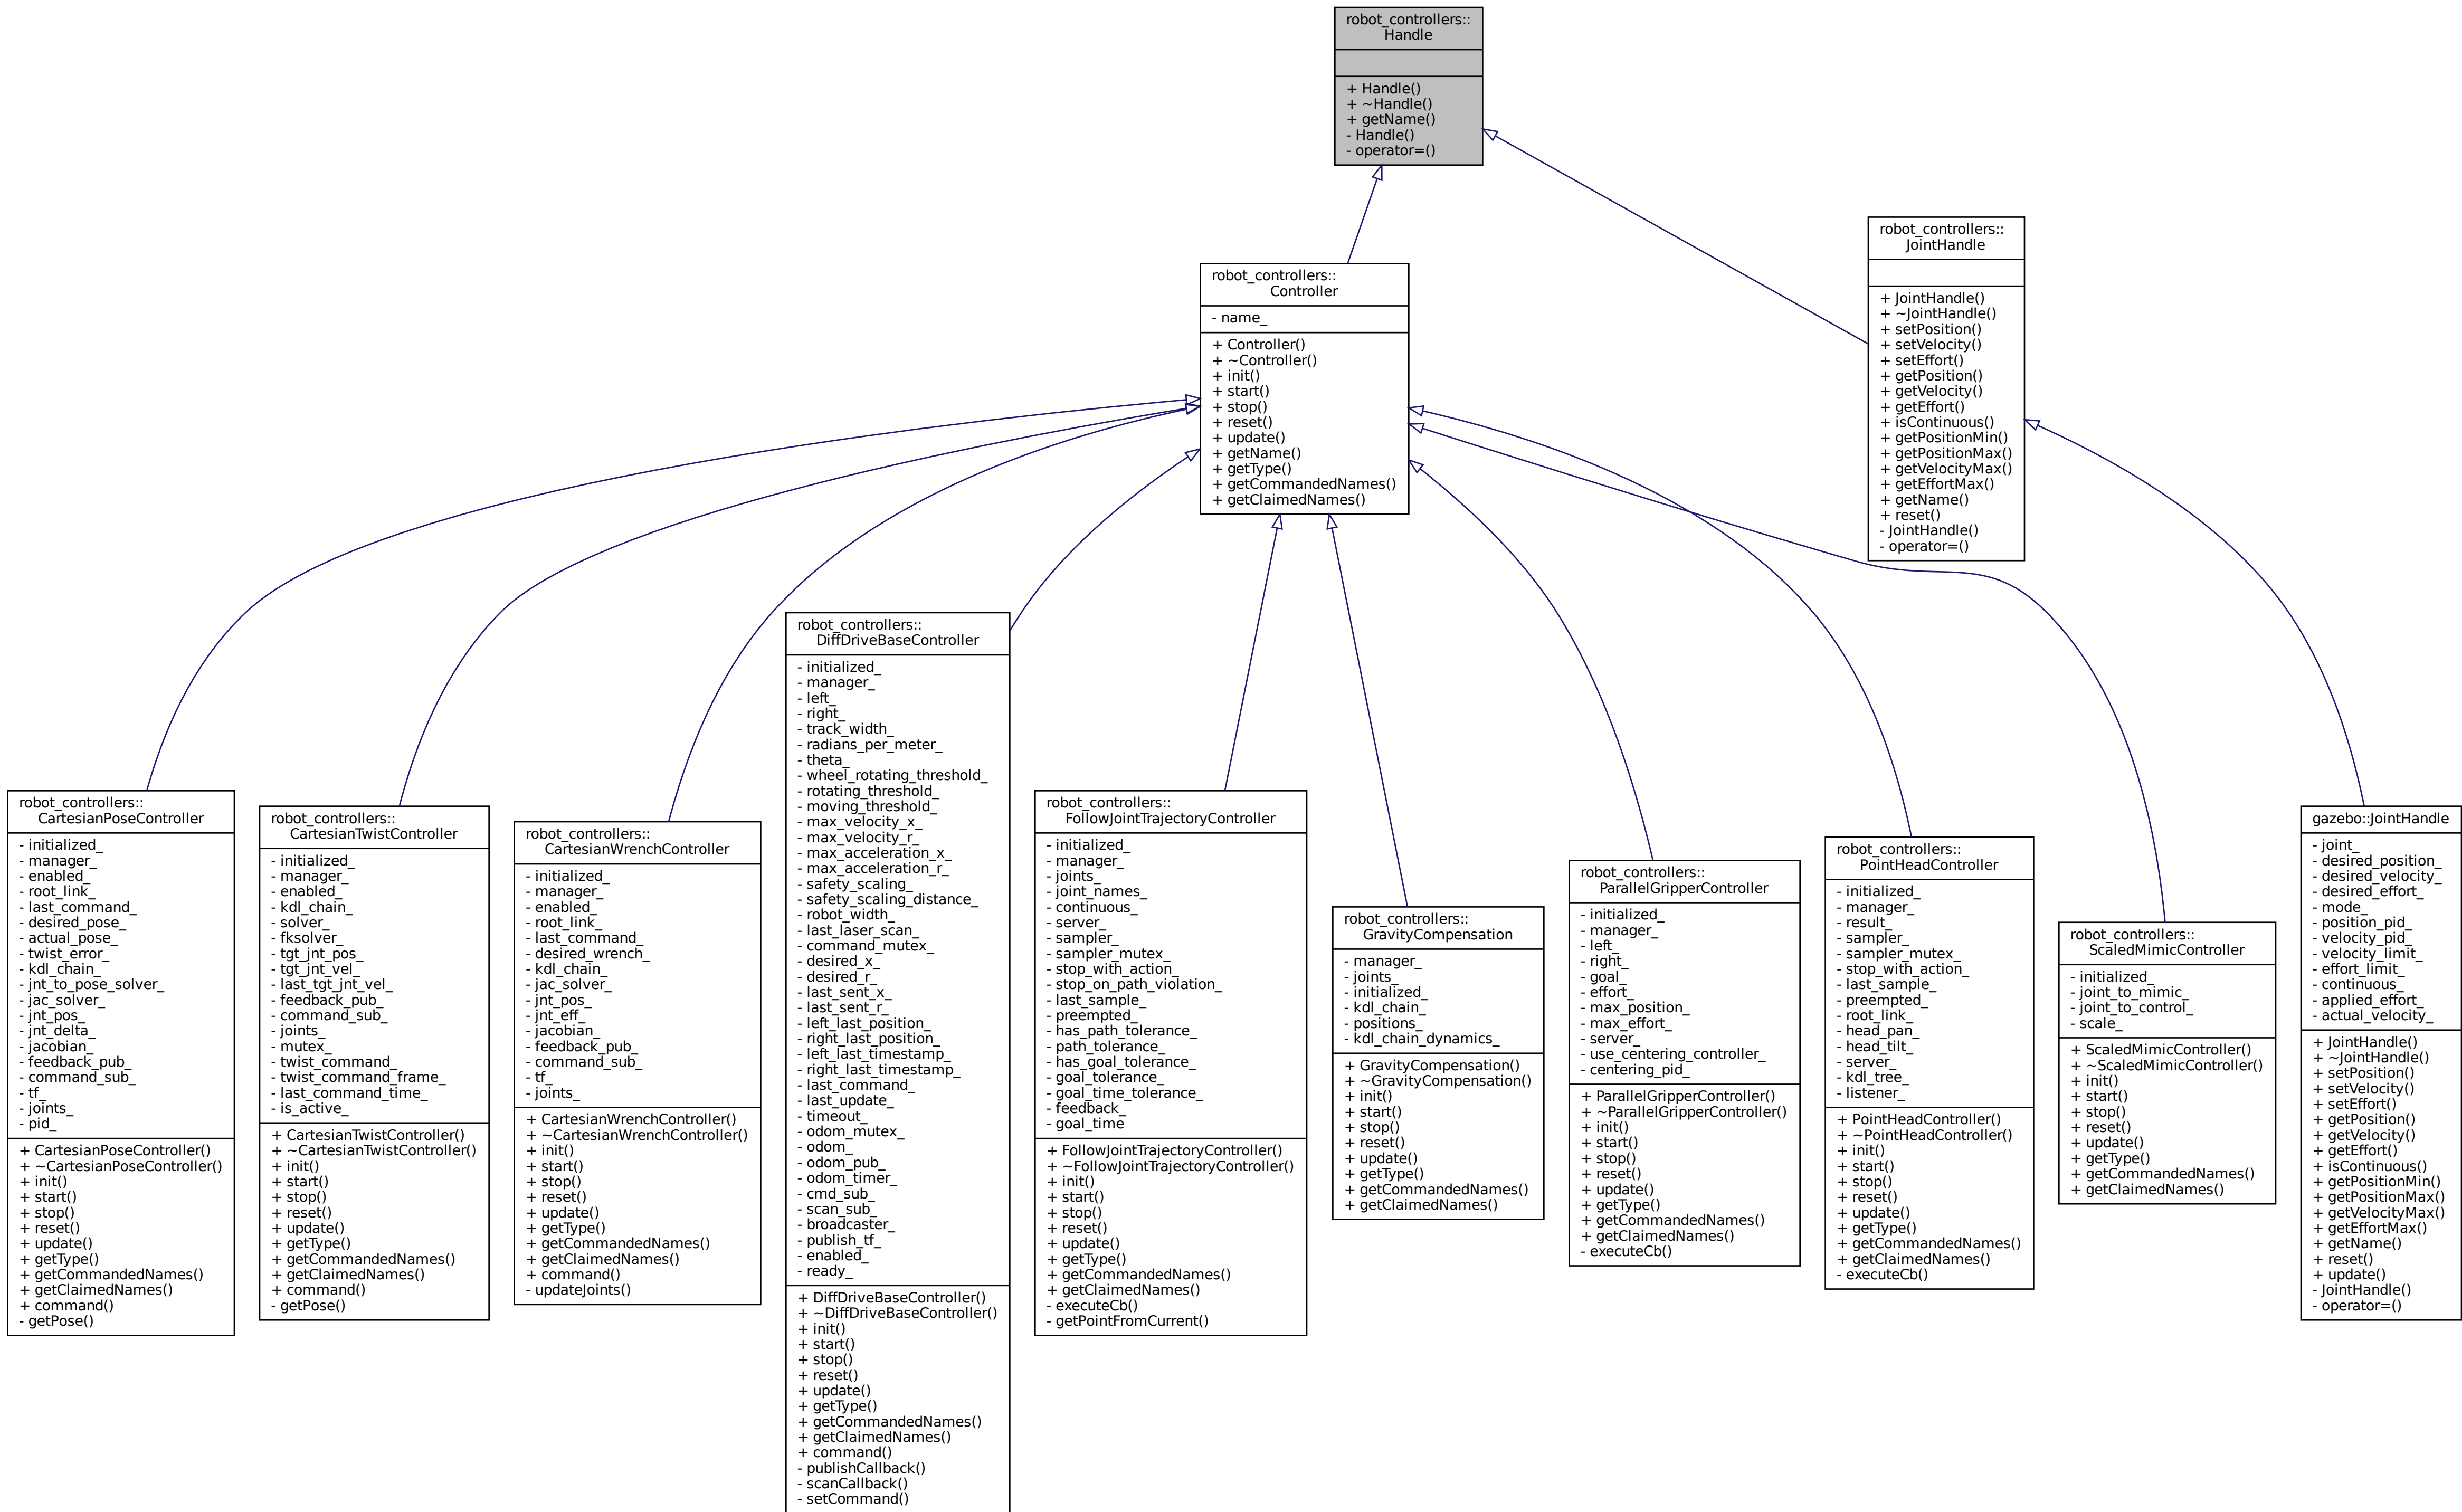 robot_controllers::
Handle
+ Handle()
+ ~Handle()
+ getName()
- Handle()
- operator=()
robot_controllers::
JointHandle
+ JointHandle()
+ ~JointHandle()
+ setPosition()
+ setVelocity()
+ setEffort()
+ getPosition()
+ getVelocity()
+ getEffort()
+ isContinuous()
+ getPositionMin()
+ getPositionMax()
+ getVelocityMax()
+ getEffortMax()
+ getName()
+ reset()
- JointHandle()
- operator=()
robot_controllers::
Controller
- name_
+ Controller()
+ ~Controller()
+ init()
+ start()
+ stop()
+ reset()
+ update()
+ getName()
+ getType()
+ getCommandedNames()
+ getClaimedNames()
robot_controllers::
CartesianPoseController
- initialized_
- manager_
- enabled_
- root_link_
- last_command_
- desired_pose_
- actual_pose_
- twist_error_
- kdl_chain_
- jnt_to_pose_solver_
- jac_solver_
- jnt_pos_
- jnt_delta_
- jacobian_
- feedback_pub_
- command_sub_
- tf_
- joints_
- pid_
+ CartesianPoseController()
+ ~CartesianPoseController()
+ init()
+ start()
+ stop()
+ reset()
+ update()
+ getType()
+ getCommandedNames()
+ getClaimedNames()
+ command()
- getPose()
robot_controllers::
CartesianTwistController
- initialized_
- manager_
- enabled_
- kdl_chain_
- solver_
- fksolver_
- tgt_jnt_pos_
- tgt_jnt_vel_
- last_tgt_jnt_vel_
- feedback_pub_
- command_sub_
- joints_
- mutex_
- twist_command_
- twist_command_frame_
- last_command_time_
- is_active_
+ CartesianTwistController()
+ ~CartesianTwistController()
+ init()
+ start()
+ stop()
+ reset()
+ update()
+ getType()
+ getCommandedNames()
+ getClaimedNames()
+ command()
- getPose()
robot_controllers::
CartesianWrenchController
- initialized_
- manager_
- enabled_
- root_link_
- last_command_
- desired_wrench_
- kdl_chain_
- jac_solver_
- jnt_pos_
- jnt_eff_
- jacobian_
- feedback_pub_
- command_sub_
- tf_
- joints_
+ CartesianWrenchController()
+ ~CartesianWrenchController()
+ init()
+ start()
+ stop()
+ reset()
+ update()
+ getType()
+ getCommandedNames()
+ getClaimedNames()
+ command()
- updateJoints()
robot_controllers::
DiffDriveBaseController
- initialized_
- manager_
- left_
- right_
- track_width_
- radians_per_meter_
- theta_
- wheel_rotating_threshold_
- rotating_threshold_
- moving_threshold_
- max_velocity_x_
- max_velocity_r_
- max_acceleration_x_
- max_acceleration_r_
- safety_scaling_
- safety_scaling_distance_
- robot_width_
- last_laser_scan_
- command_mutex_
- desired_x_
- desired_r_
- last_sent_x_
- last_sent_r_
- left_last_position_
- right_last_position_
- left_last_timestamp_
- right_last_timestamp_
- last_command_
- last_update_
- timeout_
- odom_mutex_
- odom_
- odom_pub_
- odom_timer_
- cmd_sub_
- scan_sub_
- broadcaster_
- publish_tf_
- enabled_
- ready_
+ DiffDriveBaseController()
+ ~DiffDriveBaseController()
+ init()
+ start()
+ stop()
+ reset()
+ update()
+ getType()
+ getCommandedNames()
+ getClaimedNames()
+ command()
- publishCallback()
- scanCallback()
- setCommand()
robot_controllers::
FollowJointTrajectoryController
- initialized_
- manager_
- joints_
- joint_names_
- continuous_
- server_
- sampler_
- sampler_mutex_
- stop_with_action_
- stop_on_path_violation_
- last_sample_
- preempted_
- has_path_tolerance_
- path_tolerance_
- has_goal_tolerance_
- goal_tolerance_
- goal_time_tolerance_
- feedback_
- goal_time
+ FollowJointTrajectoryController()
+ ~FollowJointTrajectoryController()
+ init()
+ start()
+ stop()
+ reset()
+ update()
+ getType()
+ getCommandedNames()
+ getClaimedNames()
- executeCb()
- getPointFromCurrent()
robot_controllers::
GravityCompensation
- manager_
- joints_
- initialized_
- kdl_chain_
- positions_
- kdl_chain_dynamics_
+ GravityCompensation()
+ ~GravityCompensation()
+ init()
+ start()
+ stop()
+ reset()
+ update()
+ getType()
+ getCommandedNames()
+ getClaimedNames()
robot_controllers::
ParallelGripperController
- initialized_
- manager_
- left_
- right_
- goal_
- effort_
- max_position_
- max_effort_
- server_
- use_centering_controller_
- centering_pid_
+ ParallelGripperController()
+ ~ParallelGripperController()
+ init()
+ start()
+ stop()
+ reset()
+ update()
+ getType()
+ getCommandedNames()
+ getClaimedNames()
- executeCb()
robot_controllers::
PointHeadController
- initialized_
- manager_
- result_
- sampler_
- sampler_mutex_
- stop_with_action_
- last_sample_
- preempted_
- root_link_
- head_pan_
- head_tilt_
- server_
- kdl_tree_
- listener_
+ PointHeadController()
+ ~PointHeadController()
+ init()
+ start()
+ stop()
+ reset()
+ update()
+ getType()
+ getCommandedNames()
+ getClaimedNames()
- executeCb()
robot_controllers::
ScaledMimicController
- initialized_
- joint_to_mimic_
- joint_to_control_
- scale_
+ ScaledMimicController()
+ ~ScaledMimicController()
+ init()
+ start()
+ stop()
+ reset()
+ update()
+ getType()
+ getCommandedNames()
+ getClaimedNames()
gazebo::JointHandle
- joint_
- desired_position_
- desired_velocity_
- desired_effort_
- mode_
- position_pid_
- velocity_pid_
- velocity_limit_
- effort_limit_
- continuous_
- applied_effort_
- actual_velocity_
+ JointHandle()
+ ~JointHandle()
+ setPosition()
+ setVelocity()
+ setEffort()
+ getPosition()
+ getVelocity()
+ getEffort()
+ isContinuous()
+ getPositionMin()
+ getPositionMax()
+ getVelocityMax()
+ getEffortMax()
+ getName()
+ reset()
+ update()
- JointHandle()
- operator=()